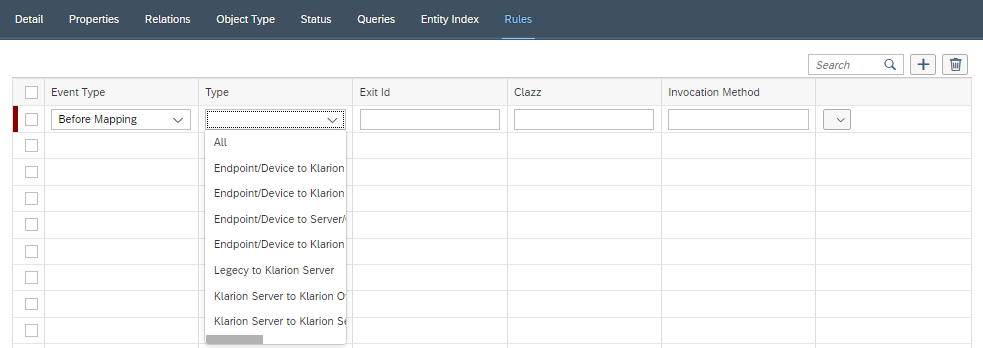 Detail Properties Relations Object Type Status Queries Entity Index Rules
Search
Event Type Type Exit Id Clazz Invocation Method
Before Mapping
All
Endpoint/Device to Klarion
Endpoint/Device to Klarion
Endpoint/Device to Server/
Endpoint/Device to Klarion
Legecy to Klarion Server
Klarion Server to Klarion O
Klarion Server to Klarion Se